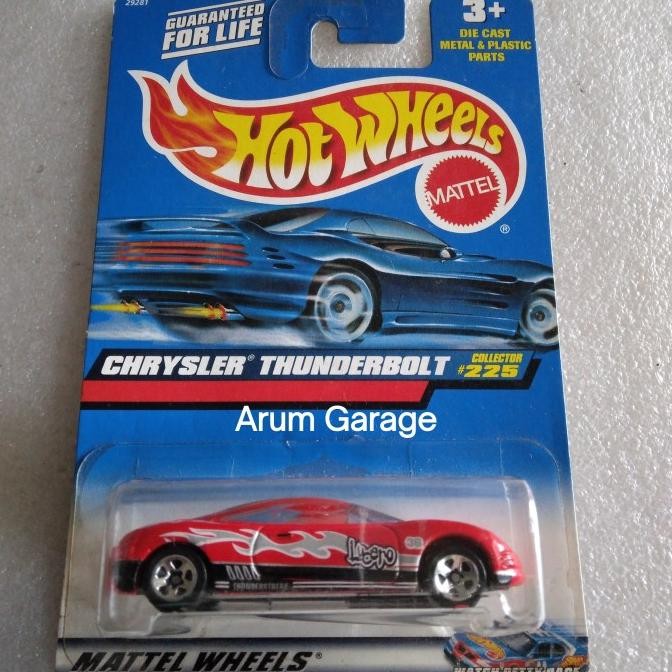 29281
GUARANTEED
FOR LIFE
3+
DIE CAST
METAL & PLASTIC
PARTS
HOT WHEELS
MATTEL
®
CHRYSLER® THUNDERBOLT
COLLECTOR
#225
Arum Garage
38
MATTEL WHEELS®